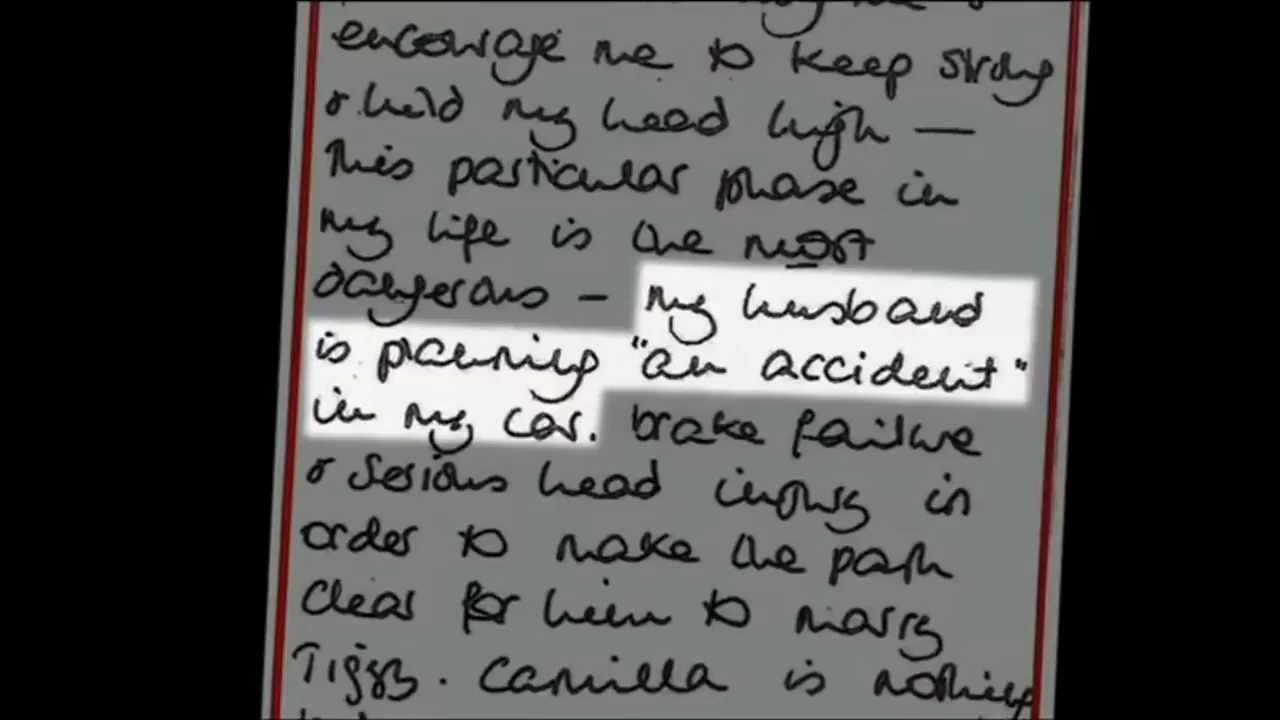 encourage me to keep strong
& hold my head high —
This particular phase in
my life is the most
dangerous – my husband
is planning "an accident"
in my car. brake failure
& serious head injury in
order to make the path
clear for him to marry
Tiggy. Camilla is nothing